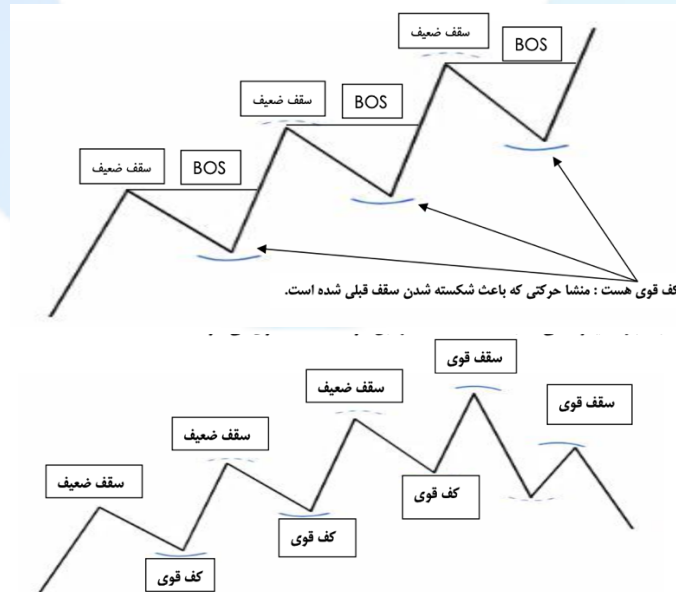 سقف ضعیف
BOS
سقف ضعیف
BOS
سقف ضعیف
BOS
کف قوی هست : منشا حرکتی که باعث شکسته شدن سقف قبلی شده است.
سقف قوی
سقف ضعیف
سقف قوی
سقف ضعیف
سقف ضعیف
کف قوی
کف قوی
کف قوی